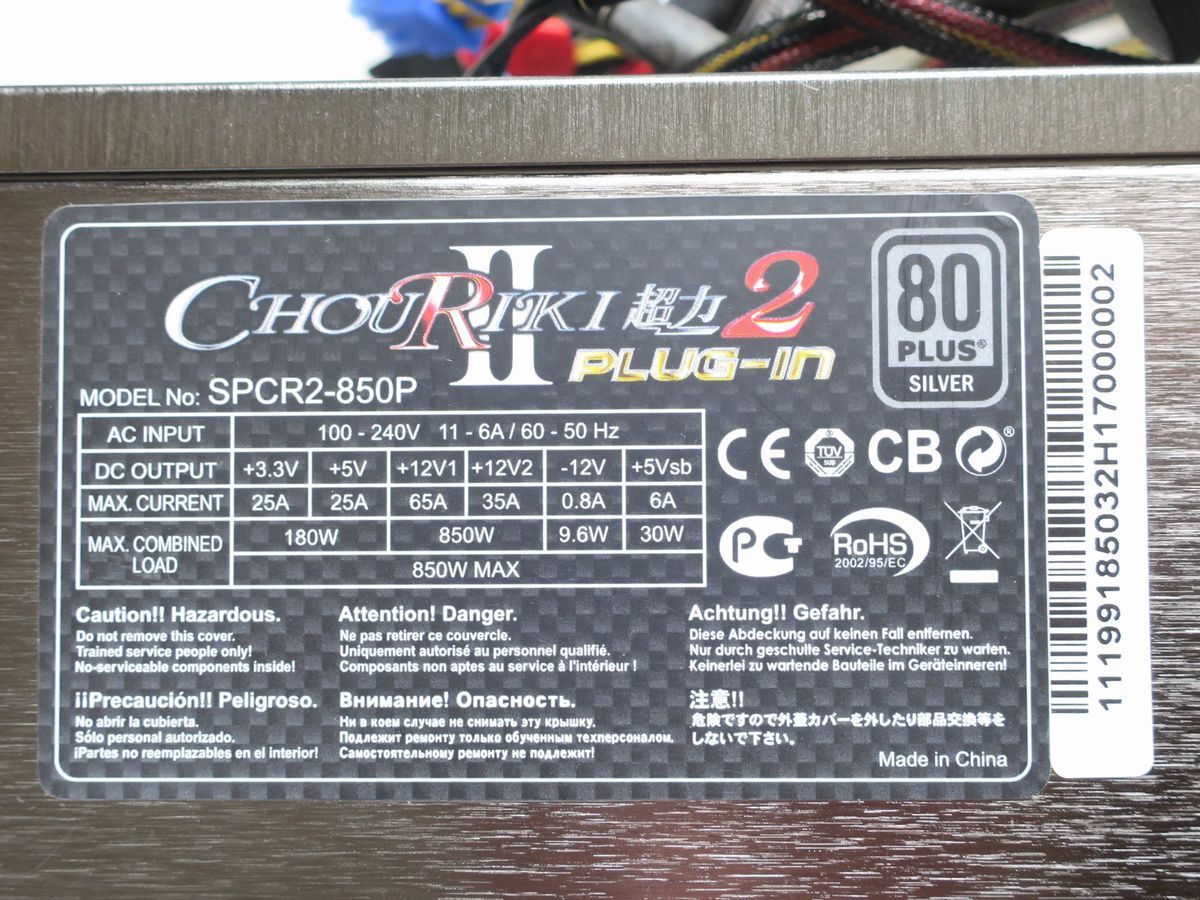 CHOURIKI II 超力2
PLUG-IN
80
PLUS®
SILVER
MODEL No: SPCR2-850P
AC INPUT 100 - 240V 11 - 6A / 60 - 50 Hz
DC OUTPUT +3.3V +5V +12V1 +12V2 -12V +5Vsb
MAX. CURRENT 25A 25A 65A 35A 0.8A 6A
MAX. COMBINED LOAD 180W 850W 9.6W 30W
850W MAX
CE TÜV SÜD CB ®
PCT RoHS
2002/95/EC
Caution!! Hazardous.
Do not remove this cover.
Trained service people only!
No-serviceable components inside!
Attention! Danger.
Ne pas retirer ce couvercle.
Uniquement autorisé au personnel qualifié.
Composants non aptes au service à l'intérieur !
Achtung!! Gefahr.
Diese Abdeckung auf keinen Fall entfernen.
Nur durch geschulte Service-Techniker zu warten.
Keinerlei zu wartende Bauteile im Geräteinneren!
¡¡Precaución!! Peligroso.
No abrir la cubierta.
Sólo personal autorizado.
¡Partes no reemplazables en el interior!
Внимание! Опасность.
Ни в коем случае не снимать эту крышку.
Подлежит ремонту только обученным техперсоналом.
Самостоятельному ремонту не подлежит!
注意!!
危険ですので外蓋カバーを外したり部品交換等を
しないで下さい。
Made in China
11199185032H17000002